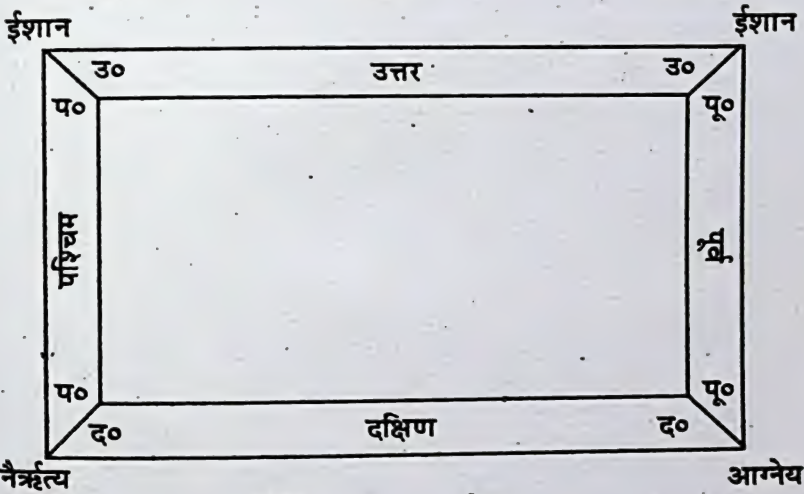 ईशान ईशान
उ० उत्तर उ०
प० पू०
पश्चिम पूर्व
प० पू०
द० दक्षिण द०
नैर्ऋत्य आग्नेय